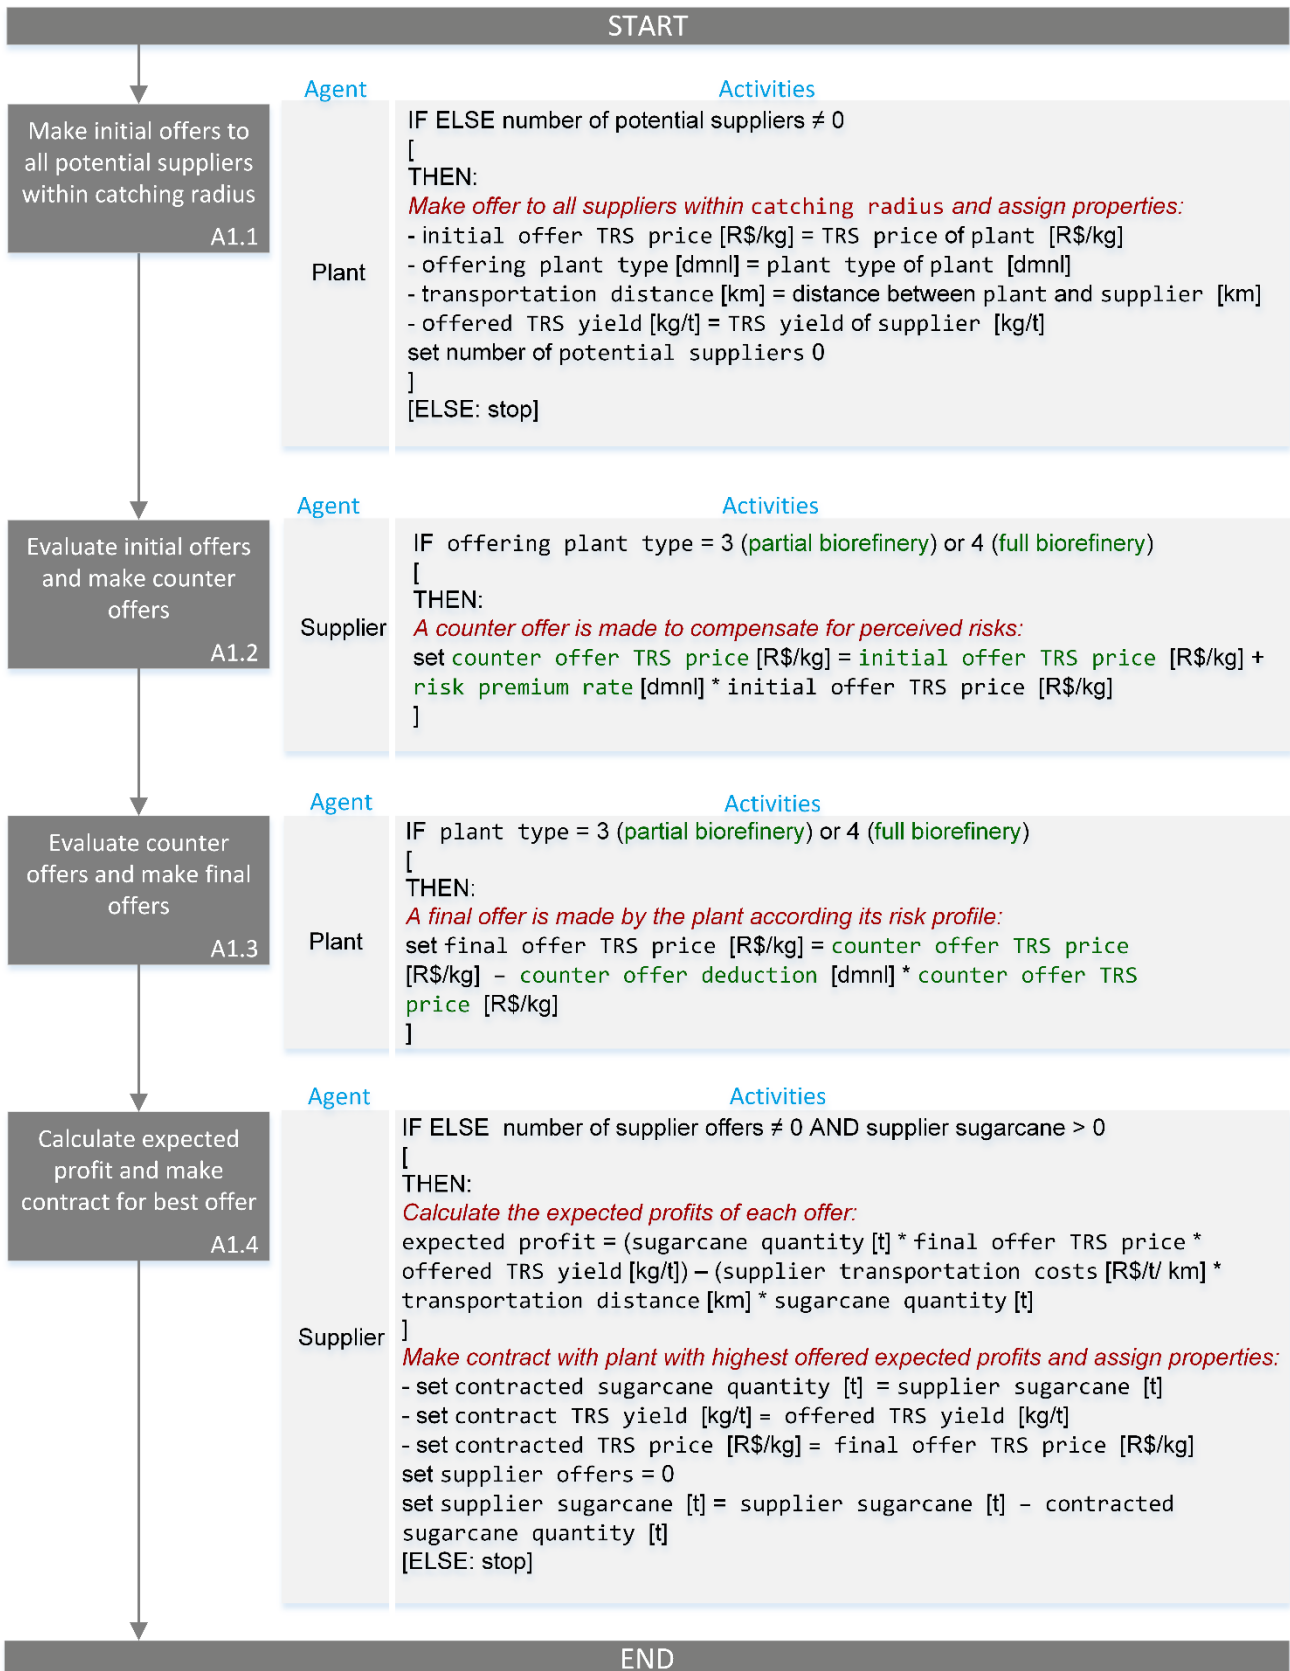 START
Make initial offers to
all potential suppliers
within catching radius
A1.1
Agent
Activities
Plant
IF ELSE number of potential suppliers ≠ 0
[
THEN:
Make offer to all suppliers within catching radius and assign properties:
- initial offer TRS price [R$/kg] = TRS price of plant [R$/kg]
- offering plant type [dmnl] = plant type of plant [dmnl]
- transportation distance [km] = distance between plant and supplier [km]
- offered TRS yield [kg/t] = TRS yield of supplier [kg/t]
set number of potential suppliers 0
]
[ELSE: stop]
Evaluate initial offers
and make counter
offers
A1.2
Agent
Activities
Supplier
IF offering plant type = 3 (partial biorefinery) or 4 (full biorefinery)
[
THEN:
A counter offer is made to compensate for perceived risks:
set counter offer TRS price [R$/kg] = initial offer TRS price [R$/kg] +
risk premium rate [dmnl] * initial offer TRS price [R$/kg]
]
Evaluate counter
offers and make final
offers
A1.3
Agent
Activities
Plant
IF plant type = 3 (partial biorefinery) or 4 (full biorefinery)
[
THEN:
A final offer is made by the plant according its risk profile:
set final offer TRS price [R$/kg] = counter offer TRS price
[R$/kg] – counter offer deduction [dmnl] * counter offer TRS
price [R$/kg]
]
Calculate expected
profit and make
contract for best offer
A1.4
Agent
Activities
Supplier
IF ELSE number of supplier offers ≠ 0 AND supplier sugarcane > 0
[
THEN:
Calculate the expected profits of each offer:
expected profit = (sugarcane quantity [t] * final offer TRS price *
offered TRS yield [kg/t]) – (supplier transportation costs [R$/t/ km] *
transportation distance [km] * sugarcane quantity [t]
]
Make contract with plant with highest offered expected profits and assign properties:
- set contracted sugarcane quantity [t] = supplier sugarcane [t]
- set contract TRS yield [kg/t] = offered TRS yield [kg/t]
- set contracted TRS price [R$/kg] = final offer TRS price [R$/kg]
set supplier offers = 0
set supplier sugarcane [t] = supplier sugarcane [t] – contracted
sugarcane quantity [t]
[ELSE: stop]
END